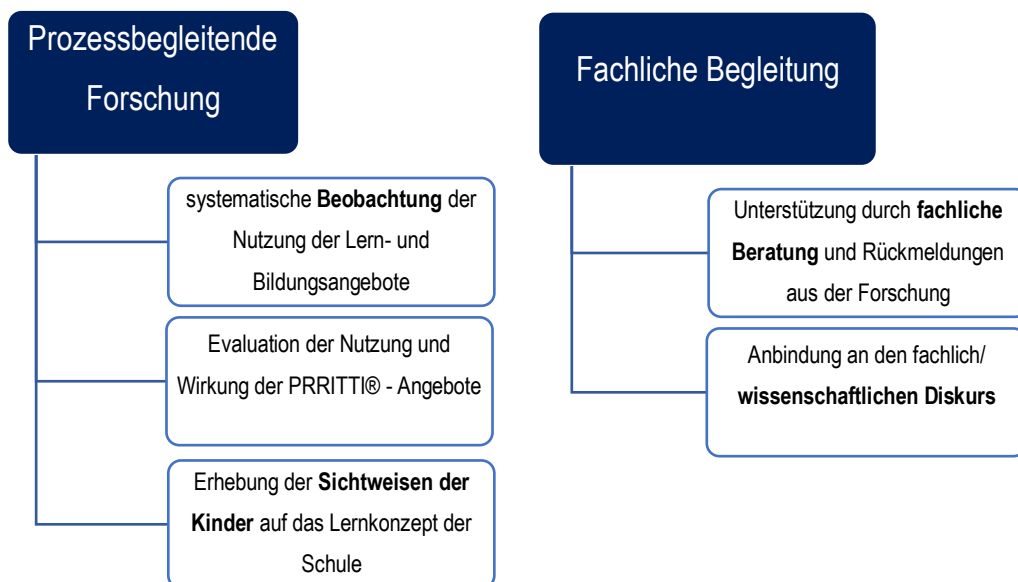 Prozessbegleitende
Forschung
systematische Beobachtung der
Nutzung der Lern- und
Bildungsangebote
Evaluation der Nutzung und
Wirkung der PRRITTI® - Angebote
Erhebung der Sichtweisen der
Kinder auf das Lernkonzept der
Schule
Fachliche Begleitung
Unterstützung durch fachliche
Beratung und Rückmeldungen
aus der Forschung
Anbindung an den fachlich/
wissenschaftlichen Diskurs